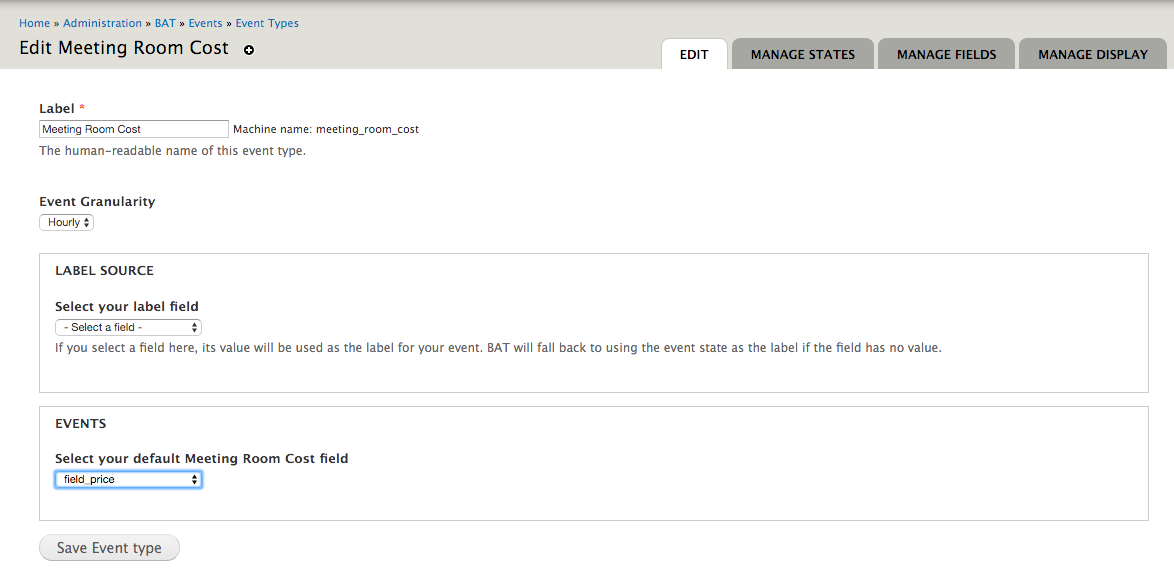 Home » Administration » BAT » Events » Event Types
Edit Meeting Room Cost
EDIT MANAGE STATES MANAGE FIELDS MANAGE DISPLAY
Label *
Meeting Room Cost Machine name: meeting_room_cost
The human-readable name of this event type.
Event Granularity
Hourly
LABEL SOURCE
Select your label field
- Select a field -
If you select a field here, its value will be used as the label for your event. BAT will fall back to using the event state as the label if the field has no value.
EVENTS
Select your default Meeting Room Cost field
field_price
Save Event type